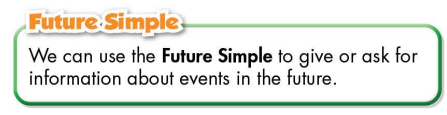 Future Simple
We can use the Future Simple to give or ask for
information about events in the future.